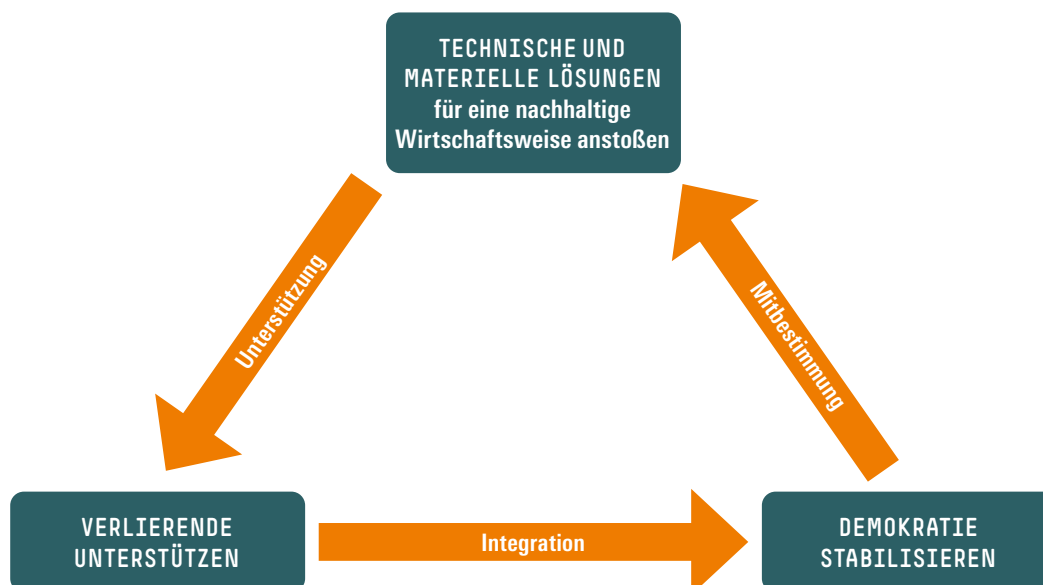 TECHNISCHE UND
MATERIELLE LÖSUNGEN
für eine nachhaltige
Wirtschaftsweise anstoßen
Unterstützung
Mitbestimmung
VERLIERENDE
UNTERSTÜTZEN
Integration
DEMOKRATIE
STABILISIEREN